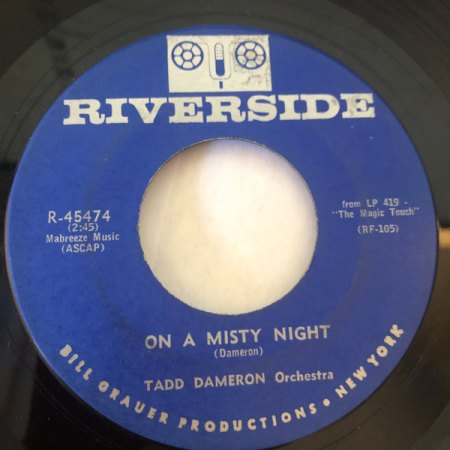 RIVERSIDE
R-45474
(2:45)
Mabreeze Music
(ASCAP)
from LP 419 -
"The Magic Touch"
(RF-105)
ON A MISTY NIGHT
(Dameron)
TADD DAMERON Orchestra
BILL GRAUER PRODUCTIONS • NEW YORK